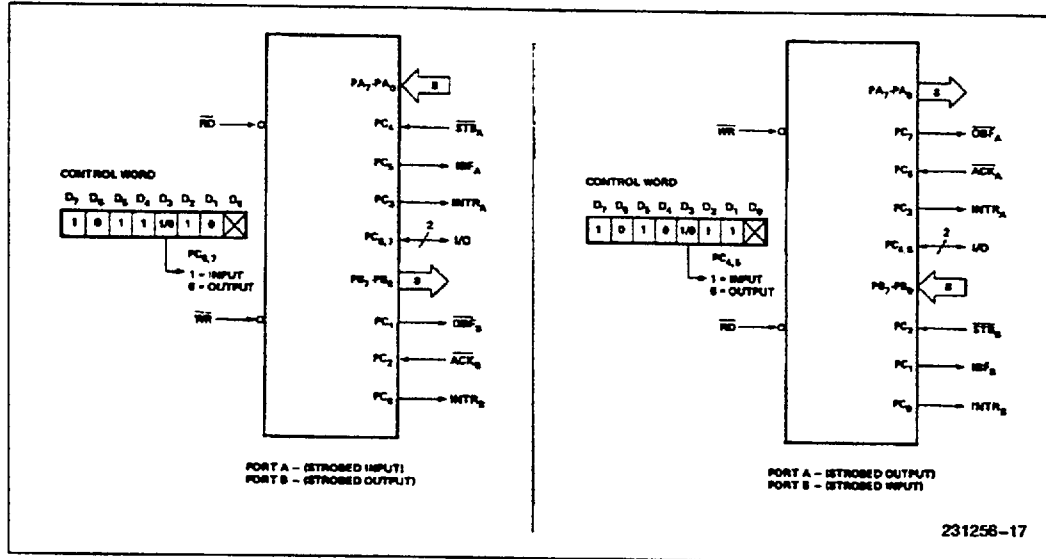 PA7-PA0
8
RD
PC4
STBA
PC5
IBFA
CONTROL WORD
PC3
INTRA
D7 D6 D5 D4 D3 D2 D1 D0
1 0 1 1 1/0 1 0
PC6,7
2
I/O
PC6,7
1 = INPUT
0 = OUTPUT
PB7-PB0
8
WR
PC1
OBFB
PC2
ACKB
PC0
INTRB
PORT A – (STROBED INPUT)
PORT B – (STROBED OUTPUT)
PA7-PA0
8
WR
PC7
OBFA
PC6
ACKA
CONTROL WORD
PC3
INTRA
D7 D6 D5 D4 D3 D2 D1 D0
1 0 1 0 1/0 1 1
PC4,5
2
I/O
PC4,5
1 = INPUT
0 = OUTPUT
PB7-PB0
8
RD
PC2
STBB
PC1
IBFB
PC0
INTRB
PORT A – (STROBED OUTPUT)
PORT B – (STROBED INPUT)
231256–17